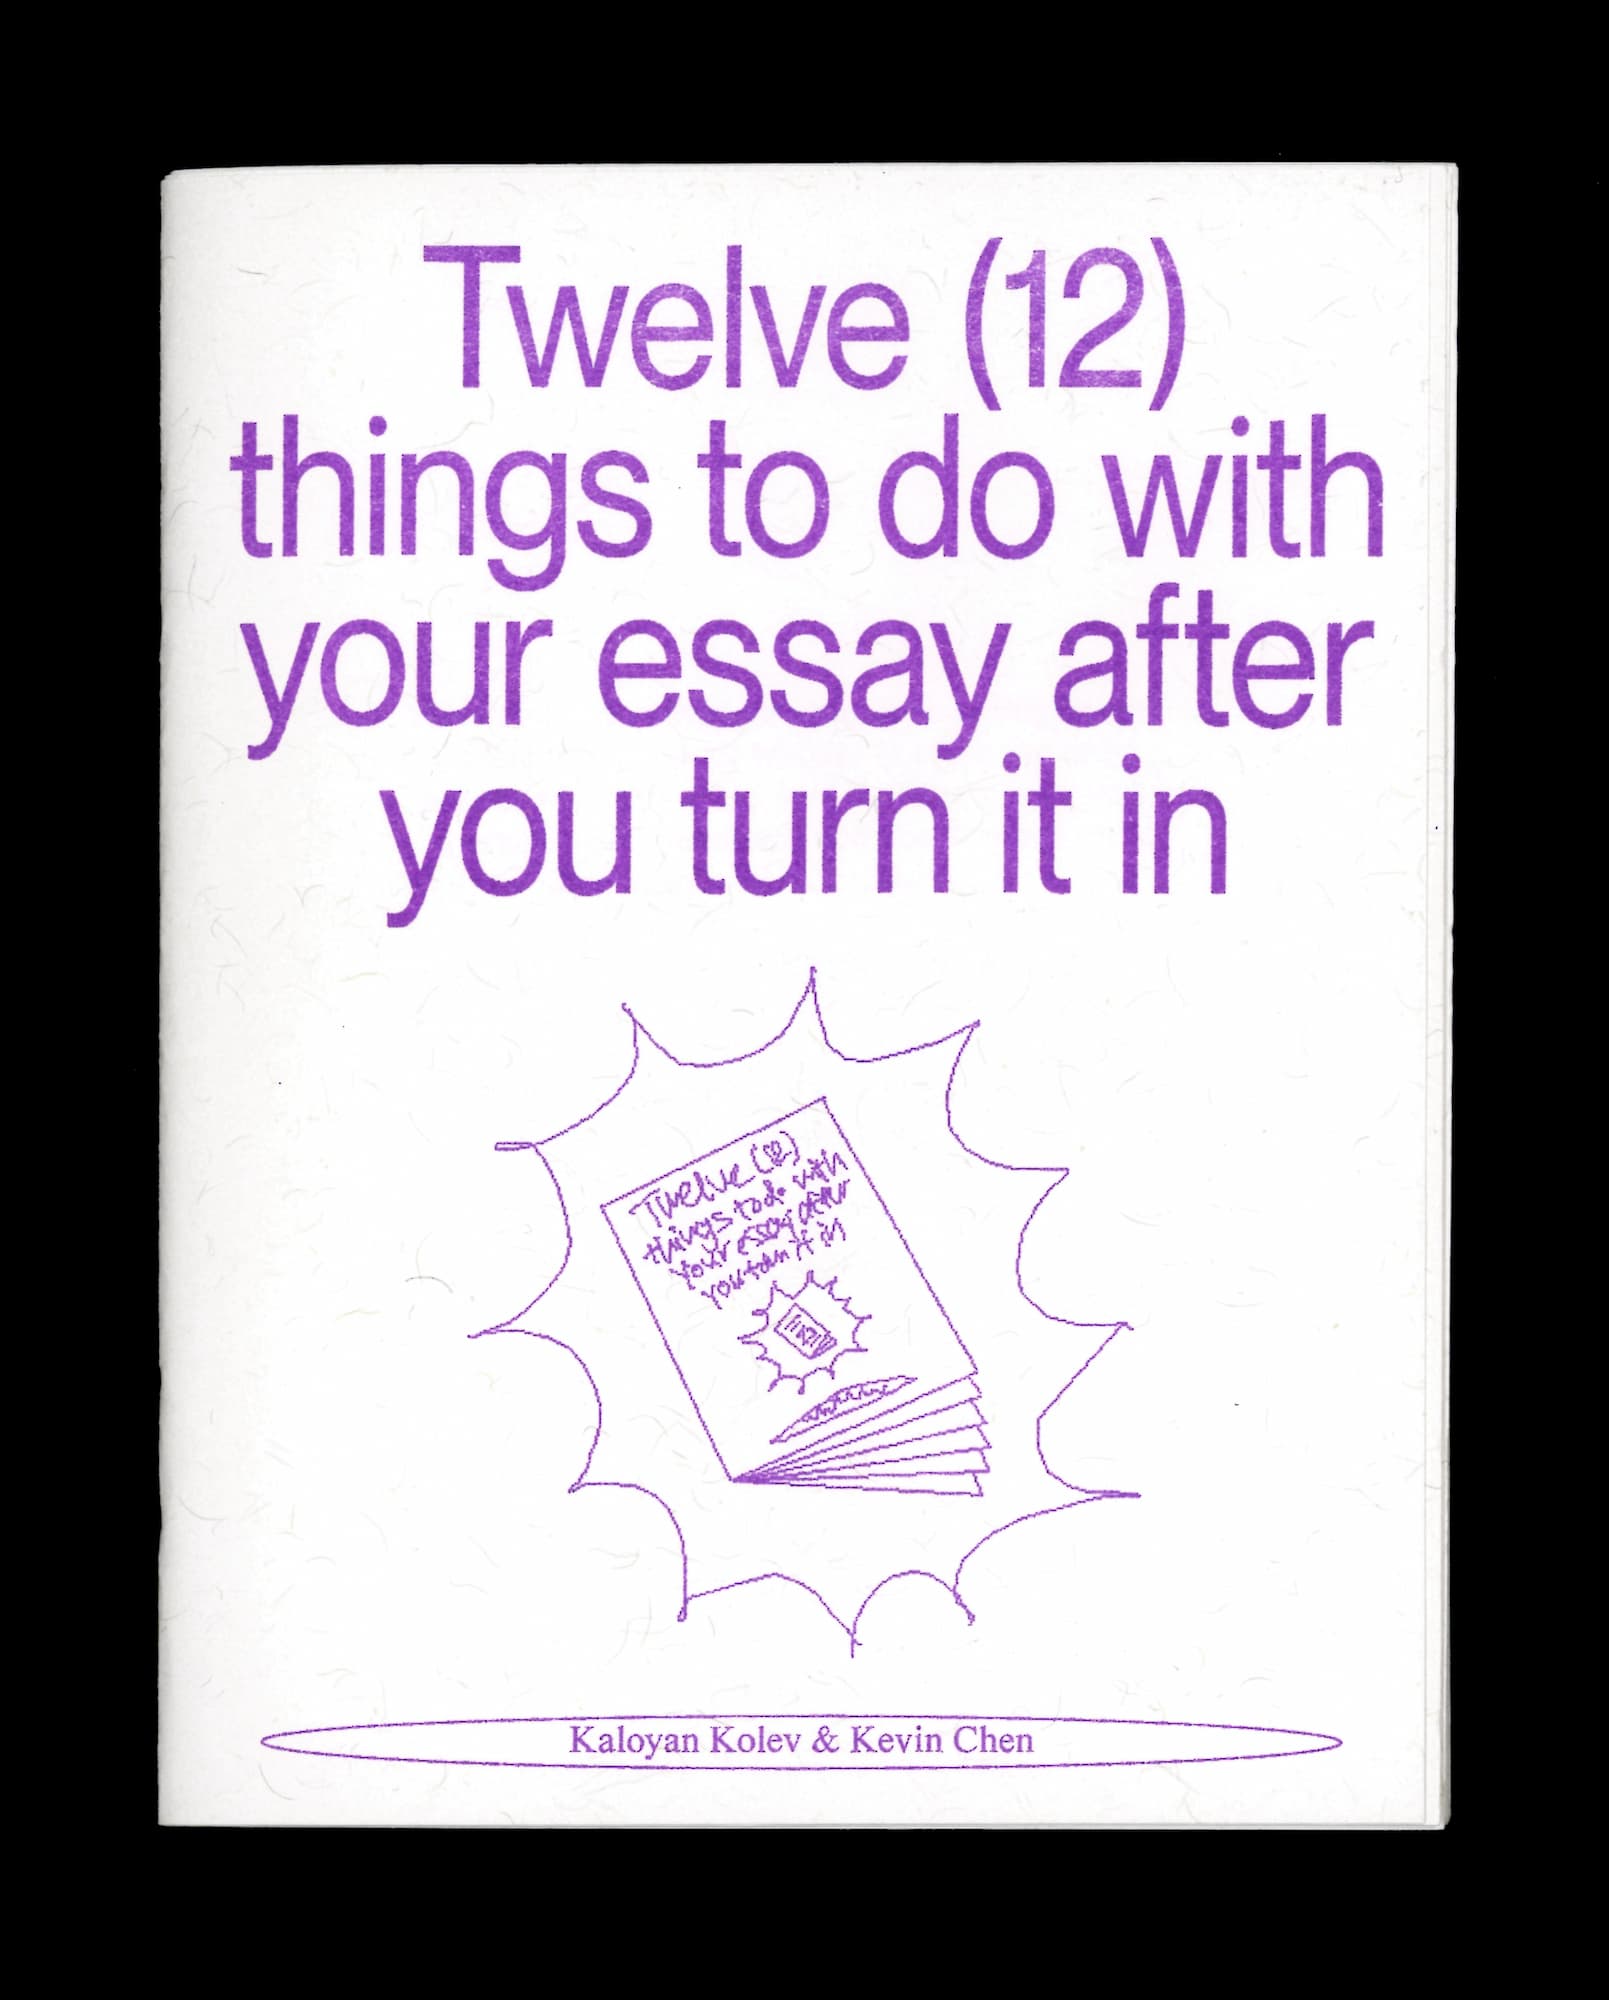 Twelve (12)
things to do with
your essay after
you turn it in
Twelve (12)
things to do with
your essay after
you turn it in
Kaloyan Kolev & Kevin Chen